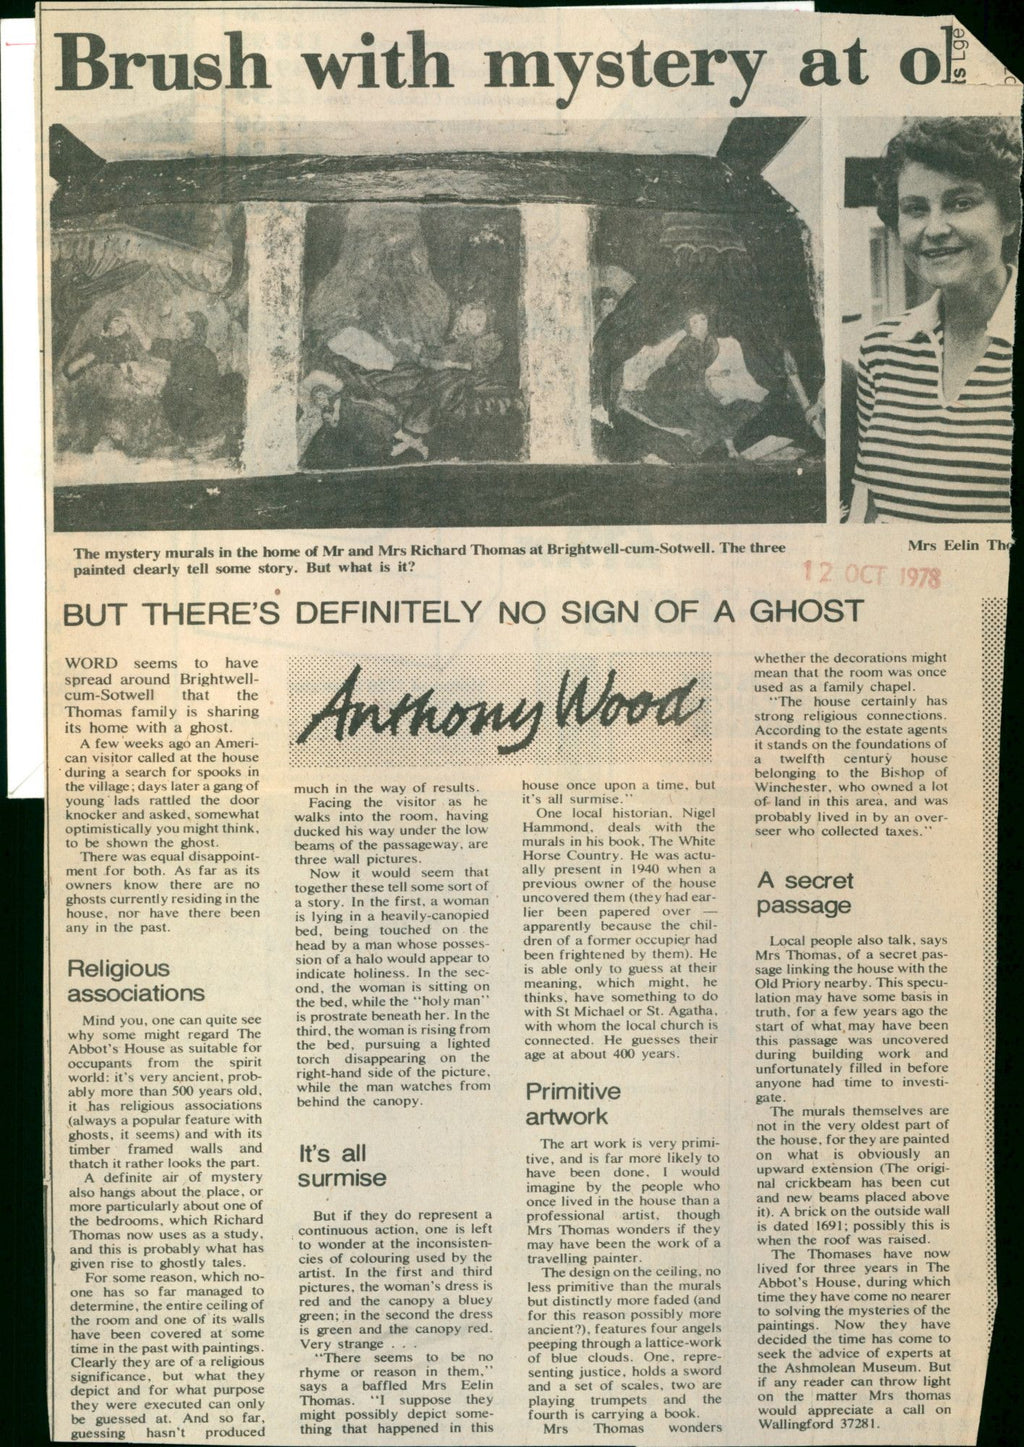 Brush with mystery at ol
ts Lge
The mystery murals in the home of Mr and Mrs Richard Thomas at Brightwell-cum-Sotwell. The three
painted clearly tell some story. But what is it?
Mrs Eelin Tho
12 OCT 1978
BUT THERE'S DEFINITELY NO SIGN OF A GHOST
WORD seems to have
spread around Brightwell-
cum-Sotwell that the
Thomas family is sharing
its home with a ghost.
A few weeks ago an Ameri-
can visitor called at the house
during a search for spooks in
the village; days later a gang of
young lads rattled the door
knocker and asked, somewhat
optimistically you might think,
to be shown the ghost.
There was equal disappoint-
ment for both. As far as its
owners know there are no
ghosts currently residing in the
house, nor have there been
any in the past.
Religious
associations
Mind you, one can quite see
why some might regard The
Abbot's House as suitable for
occupants from the spirit
world: it's very ancient, prob-
ably more than 500 years old,
it has religious associations
(always a popular feature with
ghosts, it seems) and with its
timber framed walls and
thatch it rather looks the part.
A definite air of mystery
also hangs about the place, or
more particularly about one of
the bedrooms, which Richard
Thomas now uses as a study,
and this is probably what has
given rise to ghostly tales.
For some reason, which no-
one has so far managed to
determine, the entire ceiling of
the room and one of its walls
have been covered at some
time in the past with paintings.
Clearly they are of a religious
significance, but what they
depict and for what purpose
they were executed can only
be guessed at. And so far,
guessing hasn't produced
Anthony Wood
much in the way of results.
Facing the visitor as he
walks into the room, having
ducked his way under the low
beams of the passageway, are
three wall pictures.
Now it would seem that
together these tell some sort of
a story. In the first, a woman
is lying in a heavily-canopied
bed, being touched on the
head by a man whose posses-
sion of a halo would appear to
indicate holiness. In the sec-
ond, the woman is sitting on
the bed, while the "holy man"
is prostrate beneath her. In the
third, the woman is rising from
the bed, pursuing a lighted
torch disappearing on the
right-hand side of the picture,
while the man watches from
behind the canopy.
It's all
surmise
But if they do represent a
continuous action, one is left
to wonder at the inconsisten-
cies of colouring used by the
artist. In the first and third
pictures, the woman's dress is
red and the canopy a bluey
green; in the second the dress
is green and the canopy red.
Very strange . . .
"There seems to be no
rhyme or reason in them,"
says a baffled Mrs Eelin
Thomas. "I suppose they
might possibly depict some-
thing that happened in this
house once upon a time, but
it's all surmise."
One local historian, Nigel
Hammond, deals with the
murals in his book, The White
Horse Country. He was actu-
ally present in 1940 when a
previous owner of the house
uncovered them (they had ear-
lier been papered over —
apparently because the chil-
dren of a former occupier had
been frightened by them). He
is able only to guess at their
meaning, which might, he
thinks, have something to do
with St Michael or St. Agatha,
with whom the local church is
connected. He guesses their
age at about 400 years.
Primitive
artwork
The art work is very primi-
tive, and is far more likely to
have been done, I would
imagine by the people who
once lived in the house than a
professional artist, though
Mrs Thomas wonders if they
may have been the work of a
travelling painter.
The design on the ceiling, no
less primitive than the murals
but distinctly more faded (and
for this reason possibly more
ancient?), features four angels
peeping through a lattice-work
of blue clouds. One, repre-
senting justice, holds a sword
and a set of scales, two are
playing trumpets and the
fourth is carrying a book.
Mrs Thomas wonders
whether the decorations might
mean that the room was once
used as a family chapel.
"The house certainly has
strong religious connections.
According to the estate agents
it stands on the foundations of
a twelfth century house
belonging to the Bishop of
Winchester, who owned a lot
of land in this area, and was
probably lived in by an over-
seer who collected taxes."
A secret
passage
Local people also talk, says
Mrs Thomas, of a secret pas-
sage linking the house with the
Old Priory nearby. This specu-
lation may have some basis in
truth, for a few years ago the
start of what may have been
this passage was uncovered
during building work and
unfortunately filled in before
anyone had time to investi-
gate.
The murals themselves are
not in the very oldest part of
the house, for they are painted
on what is obviously an
upward extension (The origi-
nal crickbeam has been cut
and new beams placed above
it). A brick on the outside wall
is dated 1691; possibly this is
when the roof was raised.
The Thomases have now
lived for three years in The
Abbot's House, during which
time they have come no nearer
to solving the mysteries of the
paintings. Now they have
decided the time has come to
seek the advice of experts at
the Ashmolean Museum. But
if any reader can throw light
on the matter Mrs thomas
would appreciate a call on
Wallingford 37281.